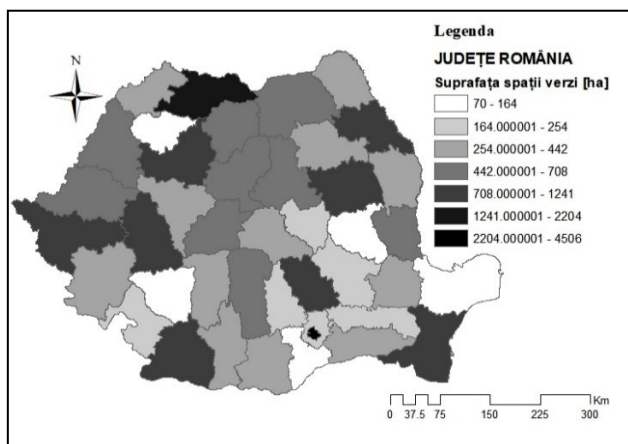 N
Legenda
JUDEȚE ROMÂNIA
Suprafața spații verzi [ha]
70 - 164
164.000001 - 254
254.000001 - 442
442.000001 - 708
708.000001 - 1241
1241.000001 - 2204
2204.000001 - 4506
Km
0 37.5 75 150 225 300